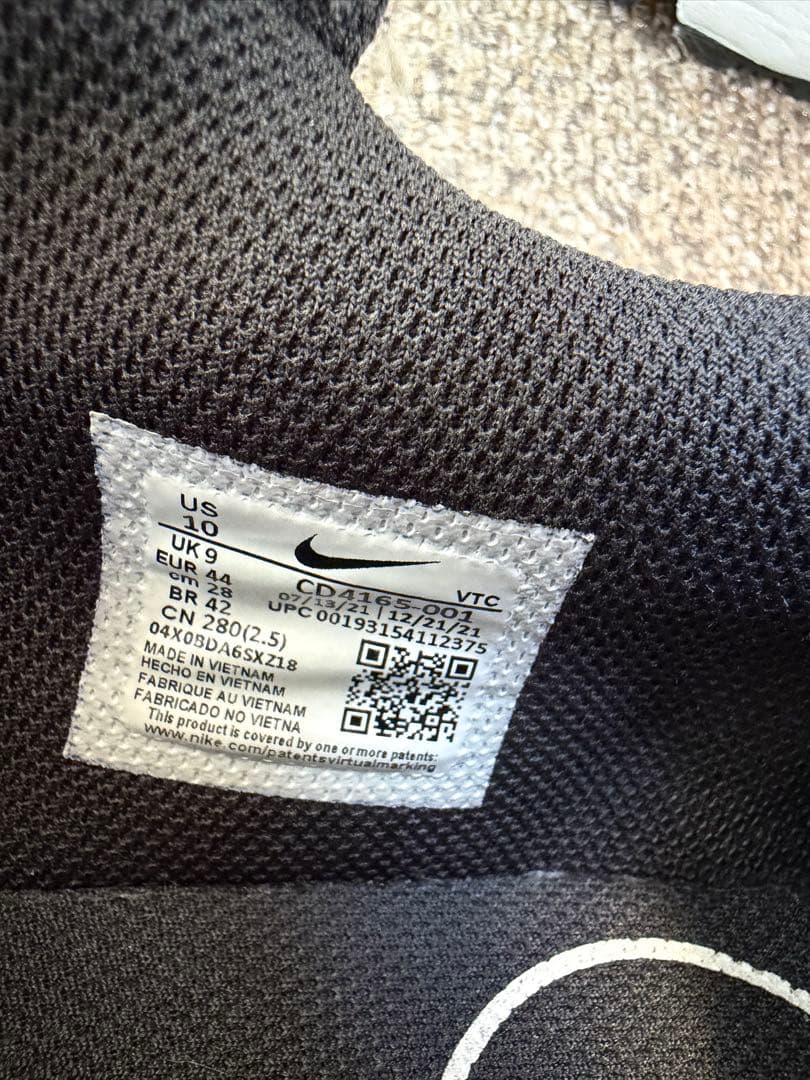 US
10
UK 9
EUR 44
cm 28
BR 42
CN 280(2.5)
CD4165-001
VTC
07/13/21 | 12/21/21
UPC 00193154112375
04X0BDA6SXZ18
MADE IN VIETNAM
HECHO EN VIETNAM
FABRIQUE AU VIETNAM
FABRICADO NO VIETNA
This product is covered by one or more patents:
www.nike.com/patentsvirtualmarking